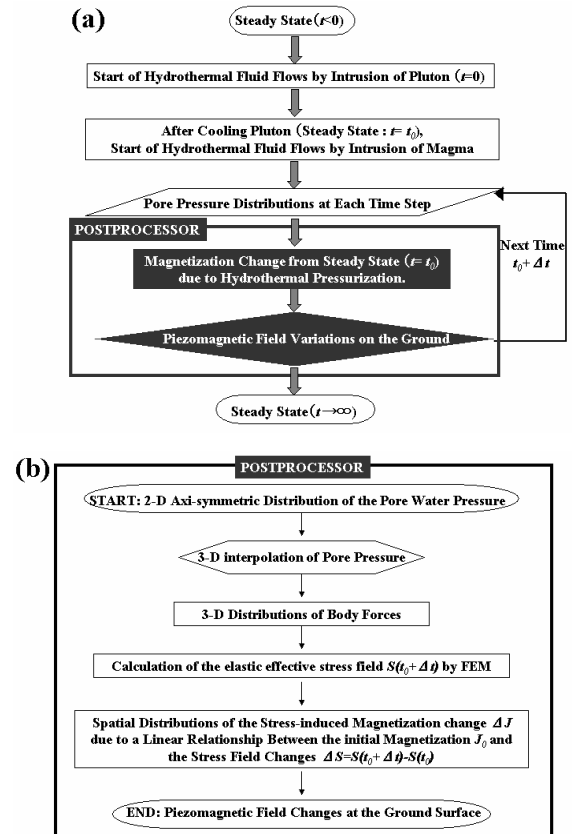 (a)
Steady State(t<0)
Start of Hydrothermal Fluid Flows by Intrusion of Pluton (t=0)
After Cooling Pluton (Steady State : t= t0),
Start of Hydrothermal Fluid Flows by Intrusion of Magma
Pore Pressure Distributions at Each Time Step
POSTPROCESSOR
Magnetization Change from Steady State (t= t0)
due to Hydrothermal Pressurization.
Next Time
t0+ Δt
Piezomagnetic Field Variations on the Ground
Steady State(t→∞)
(b)
POSTPROCESSOR
START: 2-D Axi-symmetric Distribution of the Pore Water Pressure
3-D interpolation of Pore Pressure
3-D Distributions of Body Forces
Calculation of the elastic effective stress field S(t0+Δt) by FEM
Spatial Distributions of the Stress-induced Magnetization change ΔJ
due to a Linear Relationship Between the initial Magnetization J0 and
the Stress Field Changes ΔS=S(t0+Δt)-S(t0)
END: Piezomagnetic Field Changes at the Ground Surface